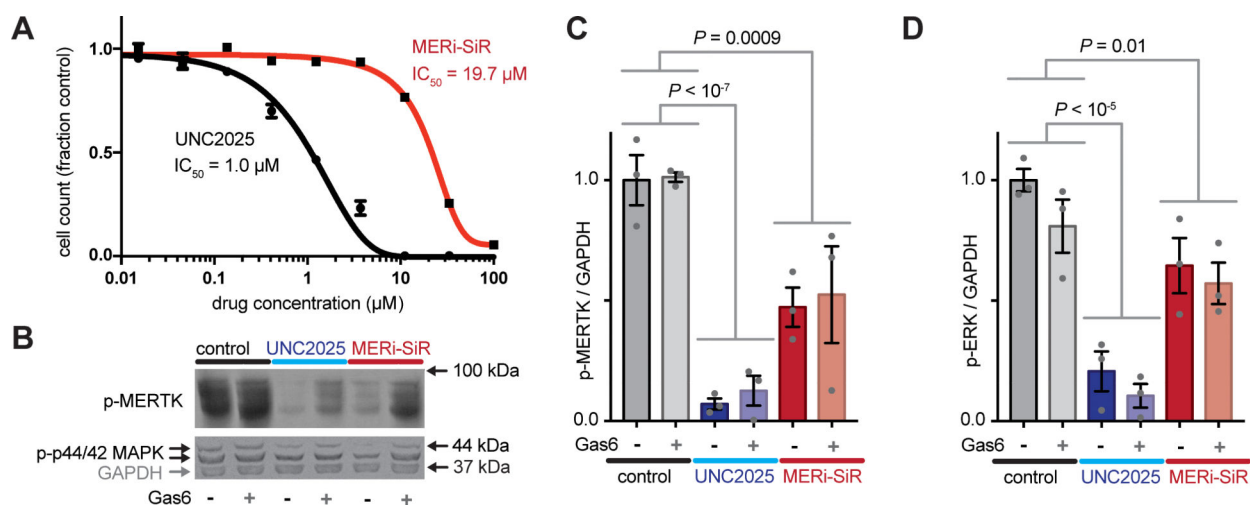 A
cell count (fraction control)
1.0
0.5
0.0
0.01
0.1
1
10
100
drug concentration (µM)
MERi-SiR
IC50 = 19.7 µM
UNC2025
IC50 = 1.0 µM
B
control UNC2025 MERi-SiR
100 kDa
p-MERTK
p-p44/42 MAPK
44 kDa
GAPDH
37 kDa
Gas6 - + - + - +
C
P = 0.0009
P < 10-7
p-MERTK / GAPDH
1.0
0.0
Gas6 - + - + - +
control UNC2025 MERi-SiR
D
P = 0.01
P < 10-5
p-ERK / GAPDH
1.0
0.0
Gas6 - + - + - +
control UNC2025 MERi-SiR